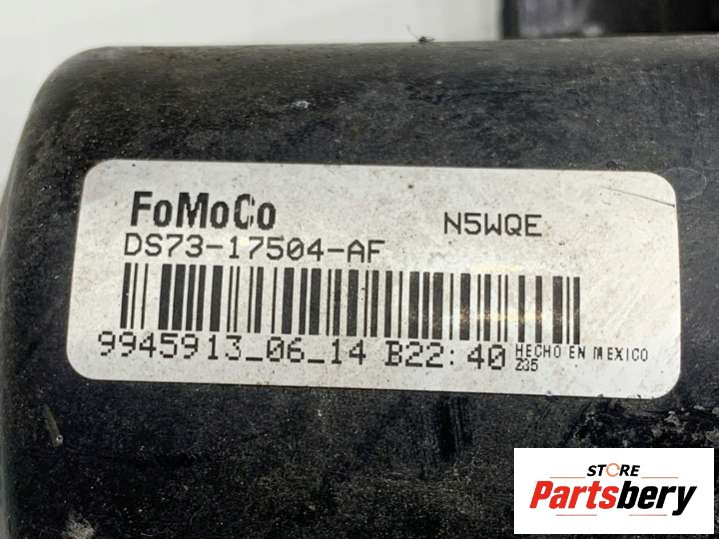 FoMoCo
N5WQE
DS73-17504-AF
9945913_06_14 B22:40
HECHO EN MEXICO
Z35
STORE
Partsbery